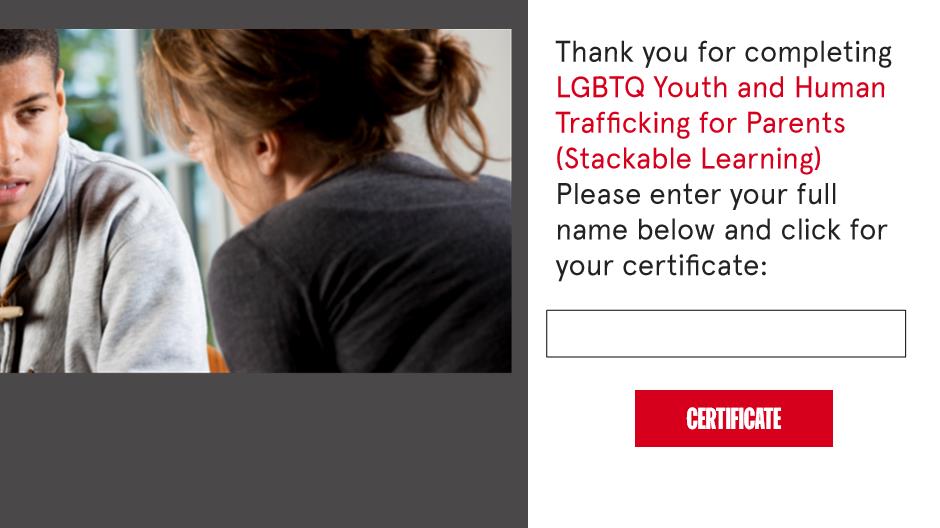 Thank you for completing
LGBTQ Youth and Human
Trafficking for Parents
(Stackable Learning)
Please enter your full
name below and click for
your certificate:
CERTIFICATE